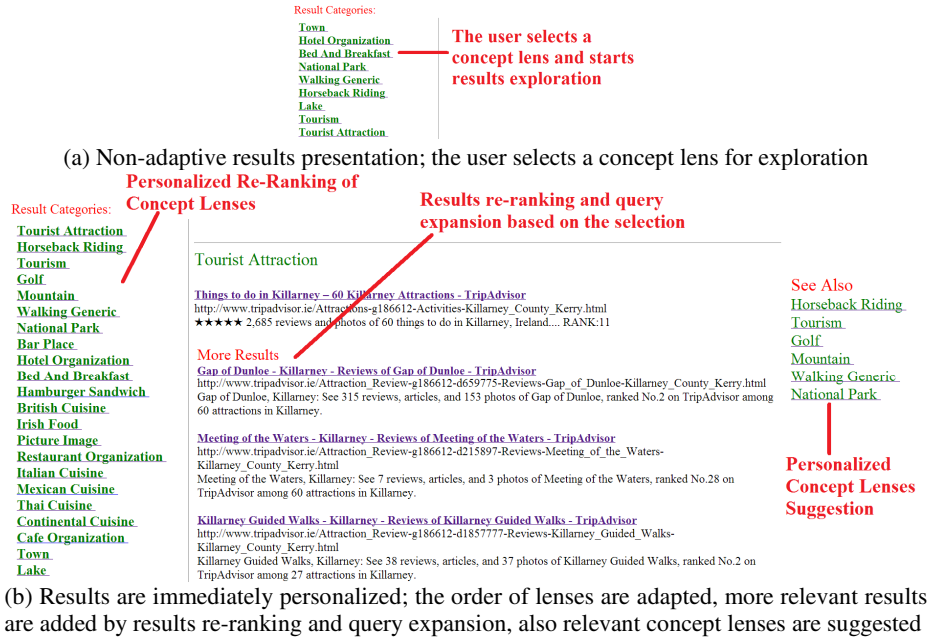 Result Categories:
Town
Hotel Organization
Bed And Breakfast
National Park
Walking Generic
Horseback Riding
Lake
Tourism
Tourist Attraction
The user selects a
concept lens and starts
results exploration
(a) Non-adaptive results presentation; the user selects a concept lens for exploration
Personalized Re-Ranking of
Concept Lenses
Result Categories:
Tourist Attraction
Horseback Riding
Tourism
Golf
Mountain
Walking Generic
National Park
Bar Place
Hotel Organization
Bed And Breakfast
Hamburger Sandwich
British Cuisine
Irish Food
Picture Image
Restaurant Organization
Italian Cuisine
Mexican Cuisine
Thai Cuisine
Continental Cuisine
Cafe Organization
Town
Lake
Results re-ranking and query
expansion based on the selection
Tourist Attraction
Things to do in Killarney – 60 Killarney Attractions - TripAdvisor
http://www.tripadvisor.ie/Attractions-g186612-Activities-Killarney_County_Kerry.html
★★★★★ 2,685 reviews and photos of 60 things to do in Killarney, Ireland.... RANK:11
More Results
Gap of Dunloe - Killarney - Reviews of Gap of Dunloe - TripAdvisor
http://www.tripadvisor.ie/Attraction_Review-g186612-d659775-Reviews-Gap_of_Dunloe-Killarney_County_Kerry.html
Gap of Dunloe, Killarney: See 315 reviews, articles, and 153 photos of Gap of Dunloe, ranked No.2 on TripAdvisor among
60 attractions in Killarney.
Meeting of the Waters - Killarney - Reviews of Meeting of the Waters - TripAdvisor
http://www.tripadvisor.ie/Attraction_Review-g186612-d215897-Reviews-Meeting_of_the_Waters-
Killarney_County_Kerry.html
Meeting of the Waters, Killarney: See 7 reviews, articles, and 3 photos of Meeting of the Waters, ranked No.28 on
TripAdvisor among 60 attractions in Killarney.
Killarney Guided Walks - Killarney - Reviews of Killarney Guided Walks - TripAdvisor
http://www.tripadvisor.ie/Attraction_Review-g186612-d1857777-Reviews-Killarney_Guided_Walks-
Killarney_County_Kerry.html
Killarney Guided Walks, Killarney: See 38 reviews, articles, and 37 photos of Killarney Guided Walks, ranked No.2 on
TripAdvisor among 27 attractions in Killarney.
See Also
Horseback Riding
Tourism
Golf
Mountain
Walking Generic
National Park
Personalized
Concept Lenses
Suggestion
(b) Results are immediately personalized; the order of lenses are adapted, more relevant results
are added by results re-ranking and query expansion, also relevant concept lenses are suggested